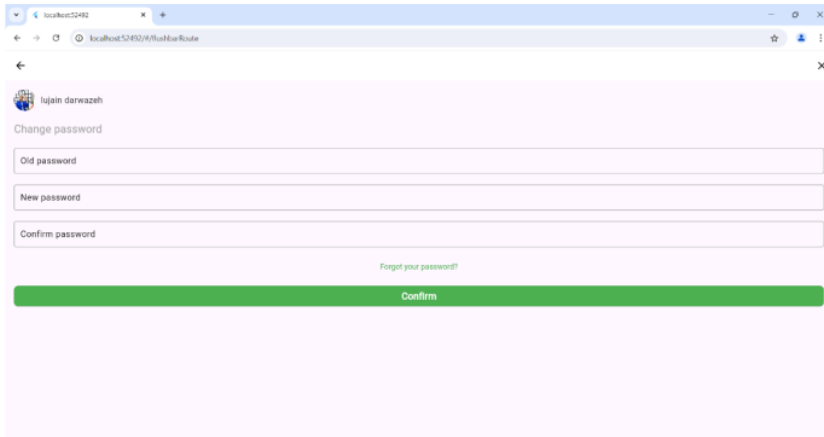 localhost:52492
localhost:52492/#/flushbarRoute
lujain darwazeh
Change password
Old password
New password
Confirm password
Forgot your password?
Confirm